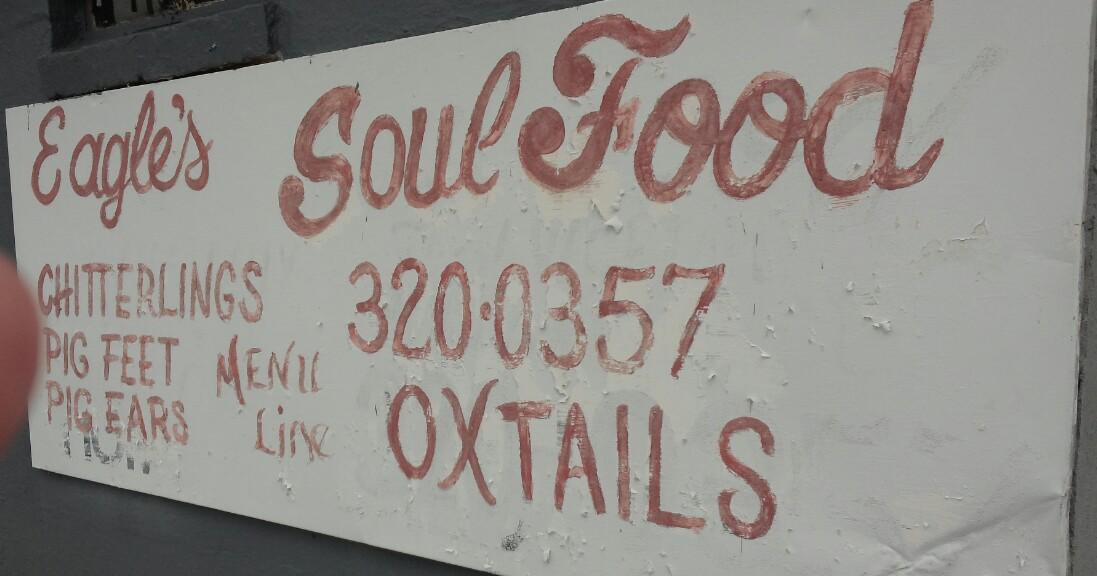 Eagle's Soul Food
CHITTERLINGS
PIG FEET
PIG EARS
MENU
Line
320·0357
OXTAILS